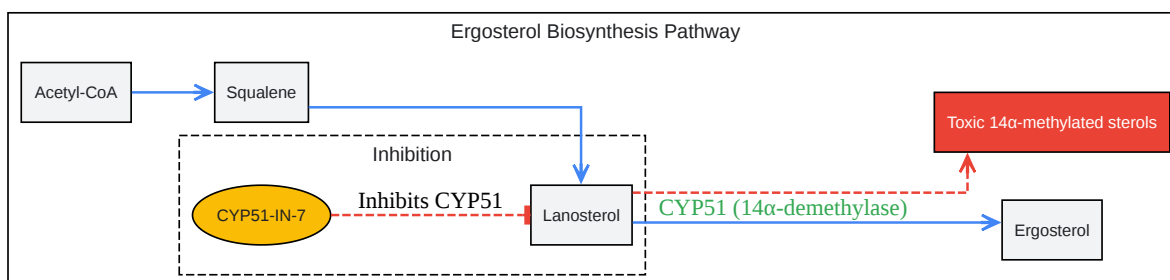 Ergosterol Biosynthesis Pathway
Acetyl-CoA
Squalene
Toxic 14α-methylated sterols
Inhibition
CYP51-IN-7
Inhibits CYP51
Lanosterol
CYP51 (14α-demethylase)
Ergosterol